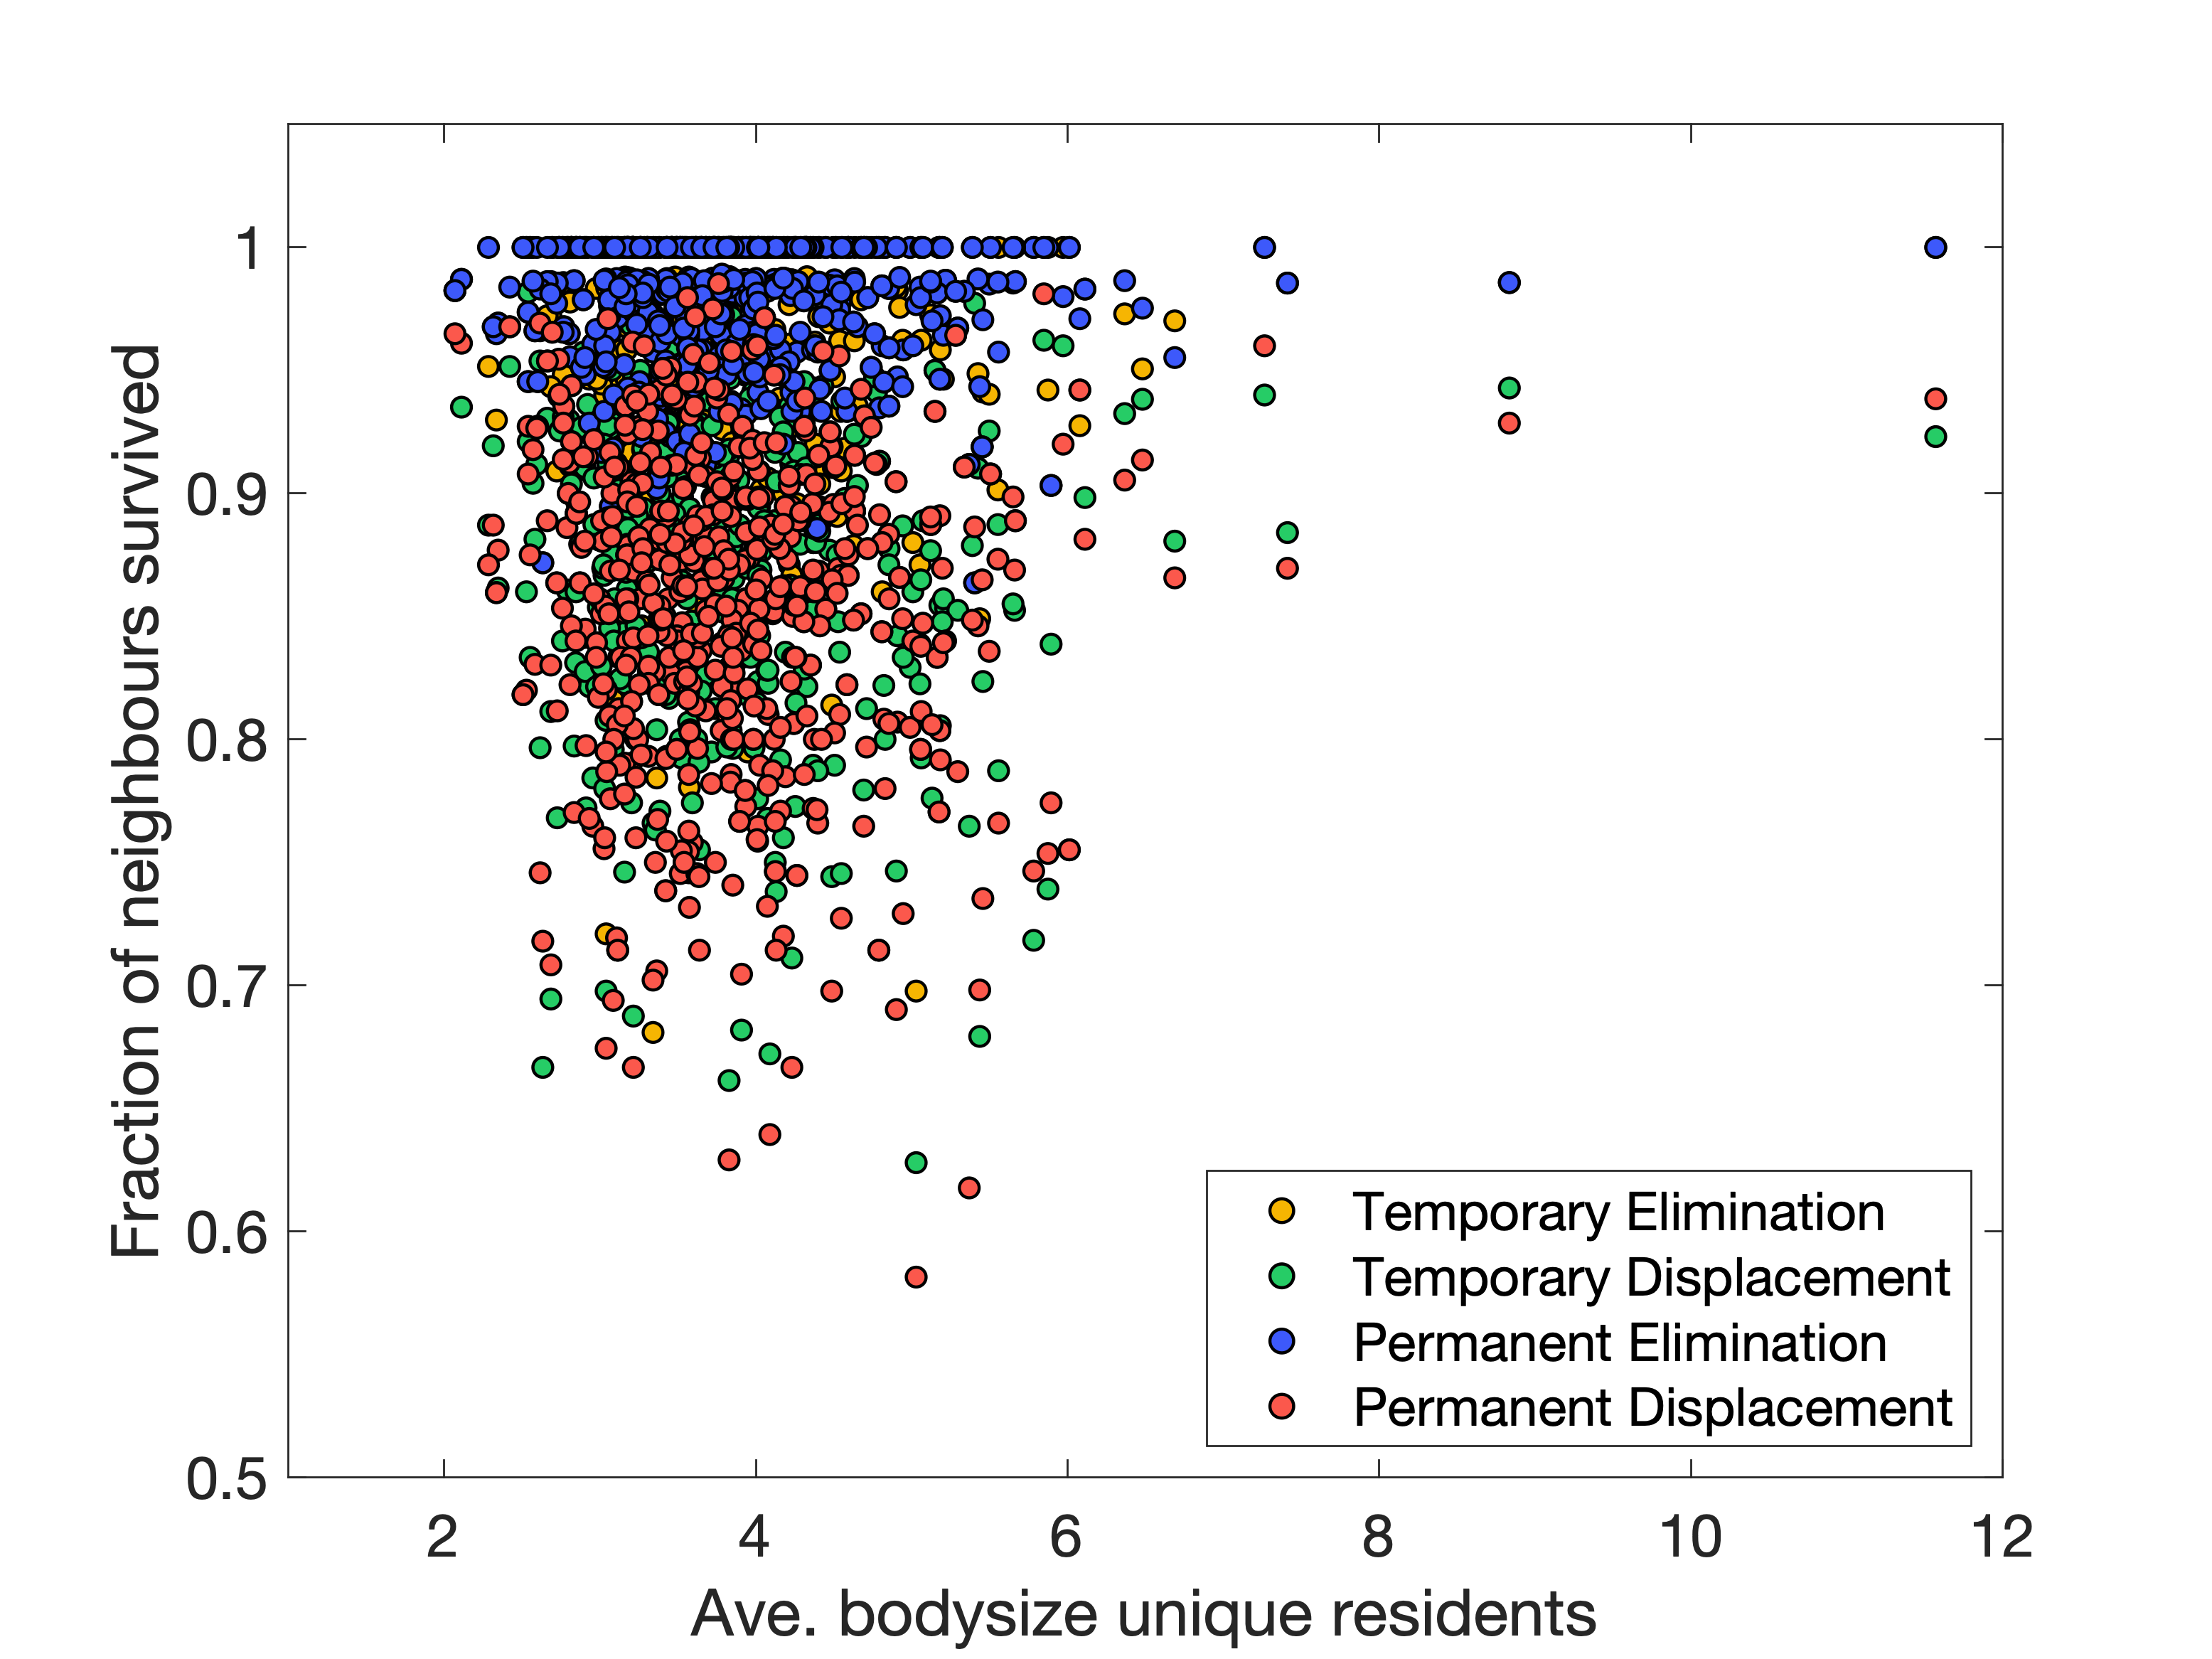 Fraction of neighbours survived
1
0.9
0.8
0.7
0.6
0.5
2
4
6
8
10
12
Ave. bodysize unique residents
Temporary Elimination
Temporary Displacement
Permanent Elimination
Permanent Displacement